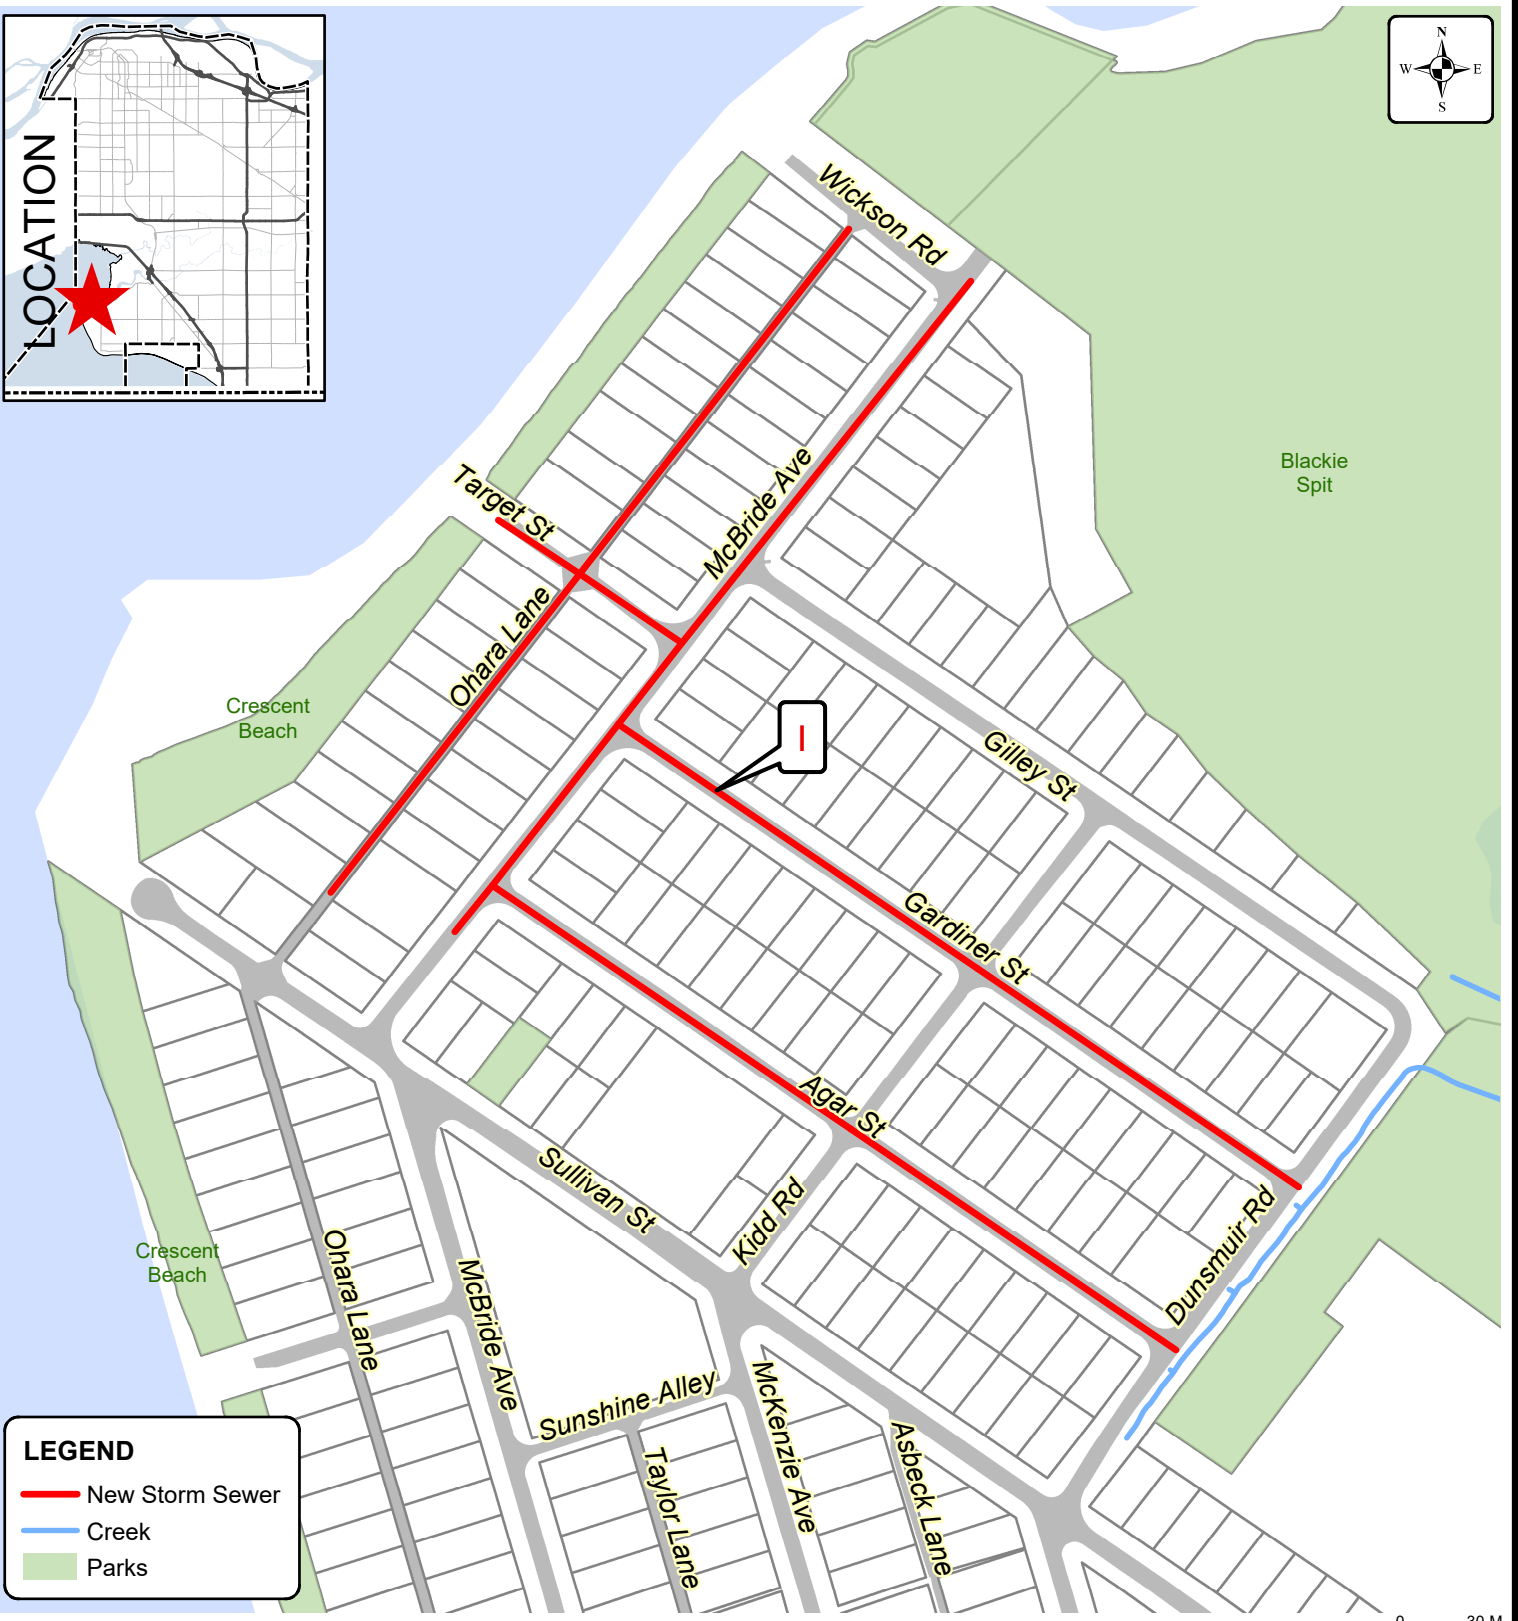 LOCATION
N
W E
S
Wickson Rd
Target St
McBride Ave
Blackie
Spit
Ohara Lane
Crescent
Beach
I
Gilley St
Gardiner St
Agar St
Sullivan St
Kidd Rd
Dunsmuir Rd
Crescent
Beach
Ohara Lane
McBride Ave
Sunshine Alley
McKenzie Ave
Taylor Lane
Asbeck Lane
LEGEND
New Storm Sewer
Creek
Parks
0 30 M